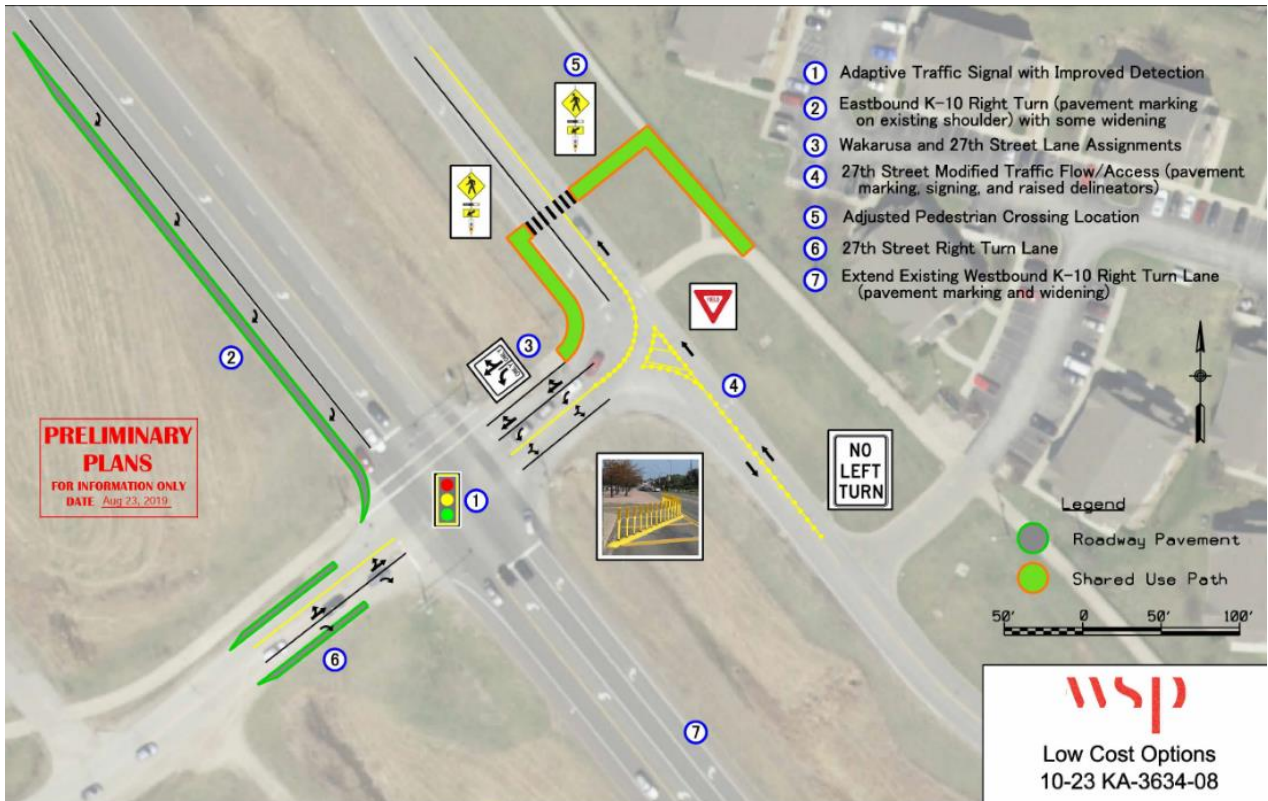 5
1 Adaptive Traffic Signal with Improved Detection
2 Eastbound K-10 Right Turn (pavement marking
on existing shoulder) with some widening
3 Wakarusa and 27th Street Lane Assignments
4 27th Street Modified Traffic Flow/Access (pavement
marking, signing, and raised delineators)
5 Adjusted Pedestrian Crossing Location
6 27th Street Right Turn Lane
7 Extend Existing Westbound K-10 Right Turn Lane
(pavement marking and widening)
3
ONLY
2
4
PRELIMINARY
PLANS
FOR INFORMATION ONLY
DATE Aug 23, 2019
NO
LEFT
TURN
1
Legend
Roadway Pavement
Shared Use Path
50' 0 50' 100'
6
7
wsp
Low Cost Options
10-23 KA-3634-08